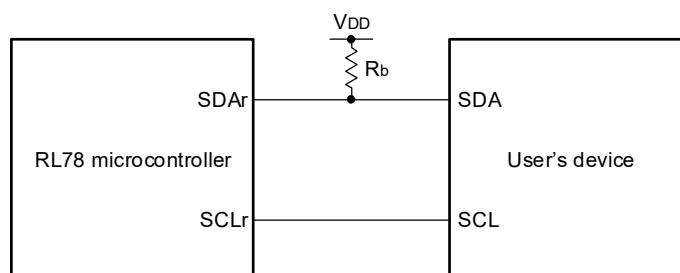 VDD
Rb
SDAr
SDA
RL78 microcontroller
User’s device
SCLr
SCL